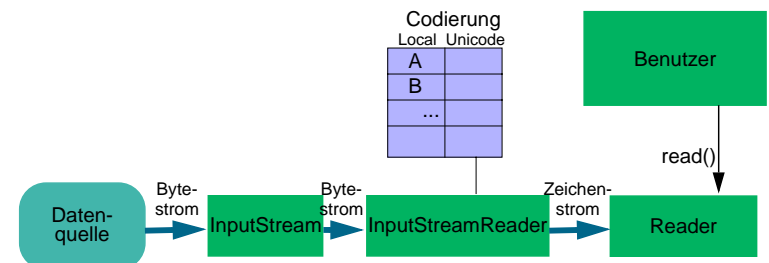 Codierung
Local Unicode
A
B
...
Benutzer
read()
Byte-
strom
Byte-
strom
Zeichen-
strom
Daten-
quelle
InputStream
InputStreamReader
Reader